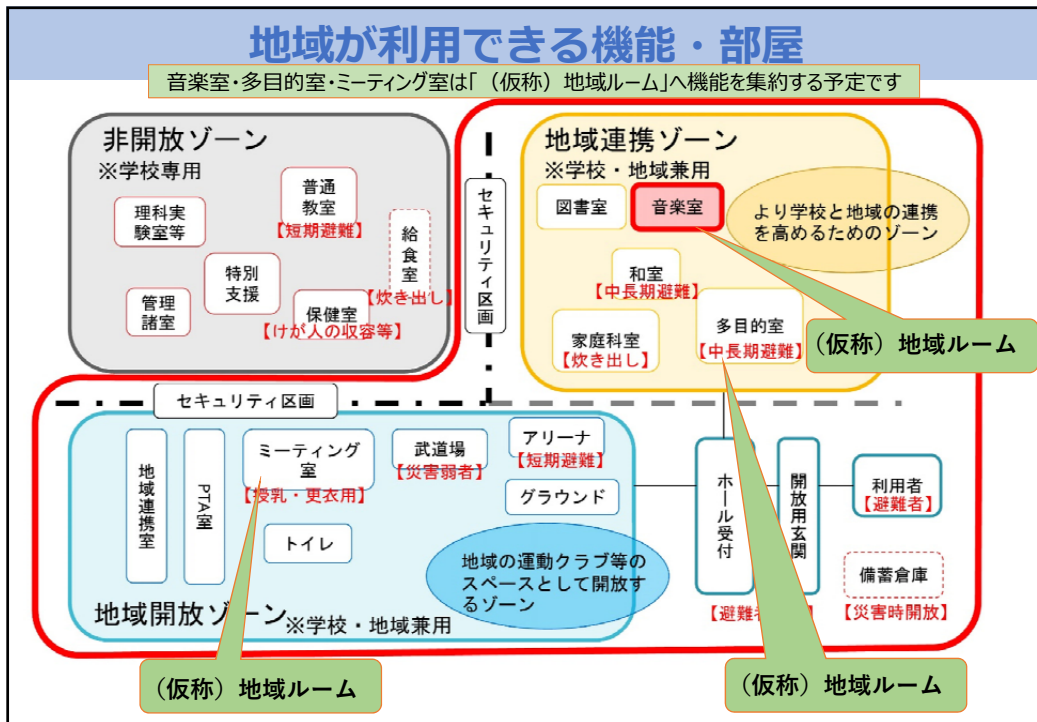 地域が利用できる機能・部屋
音楽室・多目的室・ミーティング室は「（仮称）地域ルーム」へ機能を集約する予定です
非開放ゾーン
※学校専用
理科実
験室等
普通
教室
【短期避難】
給食室
【炊き出し】
特別
支援
管理
諸室
保健室
【けが人の収容等】
セキュリティ区画
地域連携ゾーン
※学校・地域兼用
図書室
音楽室
より学校と地域の連携
を高めるためのゾーン
和室
【中長期避難】
家庭科室
【炊き出し】
多目的室
【中長期避難】
（仮称）地域ルーム
セキュリティ区画
地域連携室
PTA室
ミーティング
室
【授乳・更衣用】
武道場
【災害弱者】
アリーナ
【短期避難】
グラウンド
トイレ
地域の運動クラブ等の
スペースとして開放す
るゾーン
地域開放ゾーン
※学校・地域兼用
ホール受付
開放用玄関
【避難者
利用者
【避難者】
備蓄倉庫
【災害時開放】
（仮称）地域ルーム
（仮称）地域ルーム